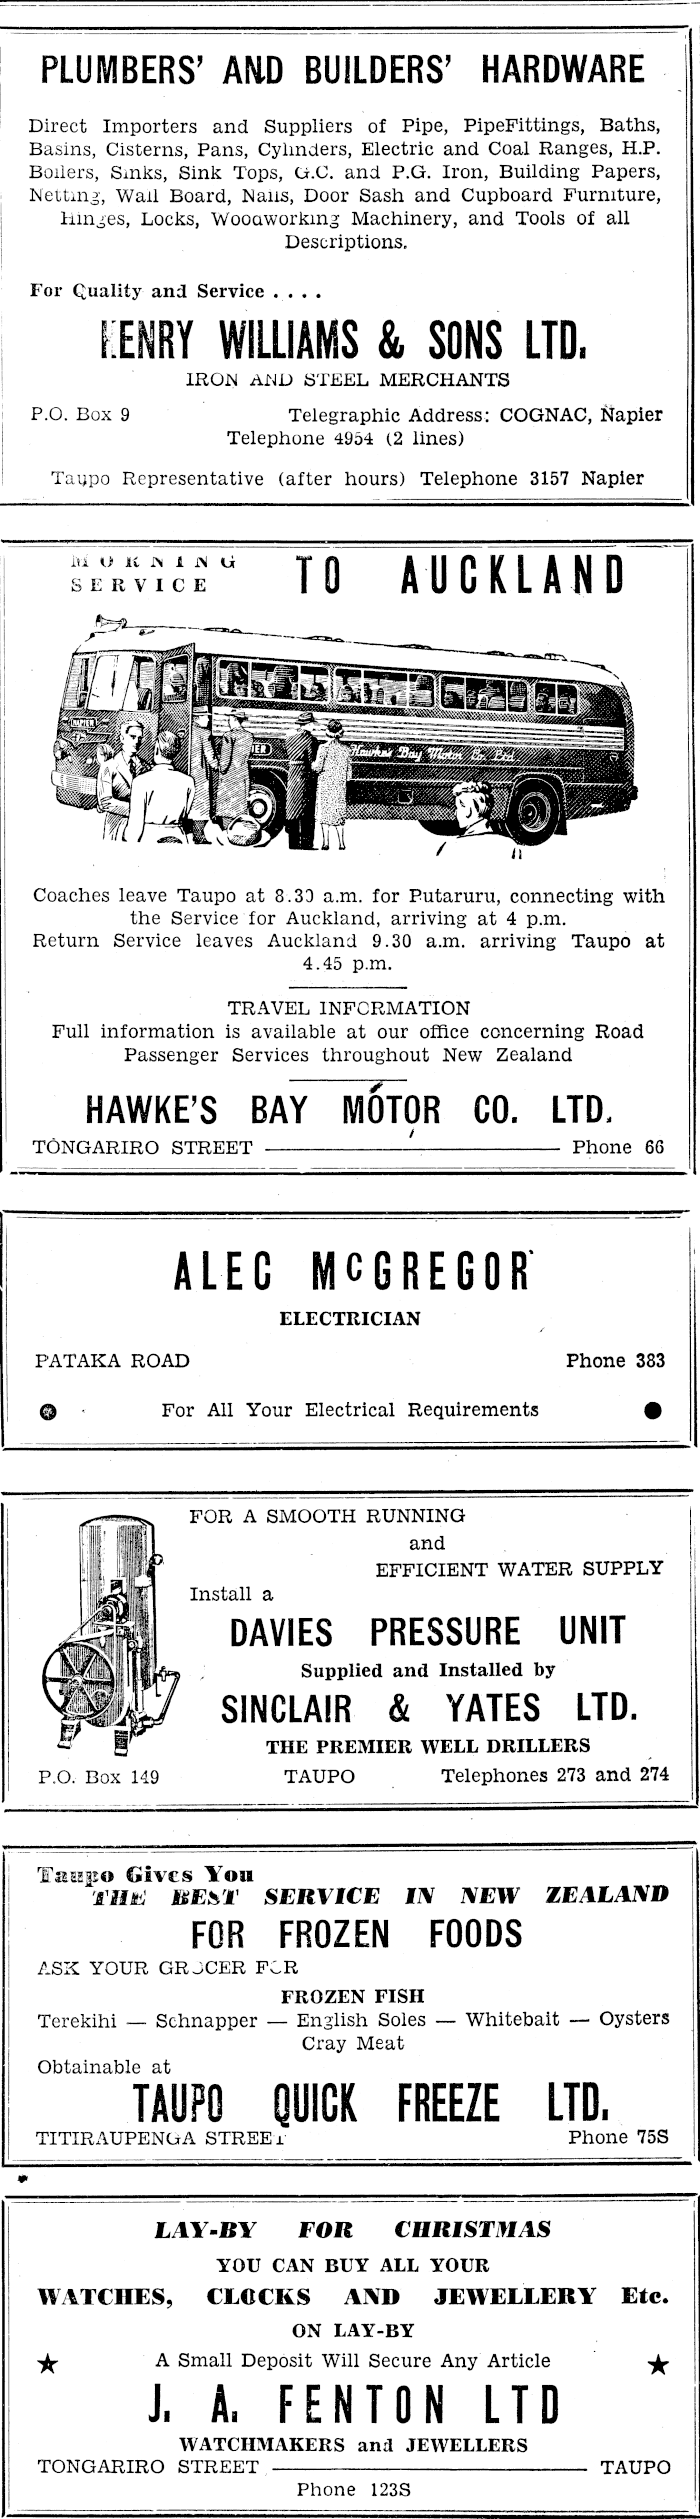 PLUMBERS' AND BUILDERS' HARDWARE
Direct Importers and Suppliers of Pipe, PipeFittings, Baths,
Basins, Cisterns, Pans, Cylinders, Electric and Coal Ranges, H.P.
Boilers, Sinks, Sink Tops, G.C. and P.G. Iron, Building Papers,
Netting, Wall Board, Nails, Door Sash and Cupboard Furniture,
Hinges, Locks, Woodworking Machinery, and Tools of all
Descriptions.
For Quality and Service . . . .
HENRY WILLIAMS & SONS LTD.
IRON AND STEEL MERCHANTS
P.O. Box 9 Telegraphic Address: COGNAC, Napier
Telephone 4954 (2 lines)
Taupo Representative (after hours) Telephone 3157 Napier
MORNING
SERVICE
TO AUCKLAND
Hawkes Bay Motor Co. Ltd.
Coaches leave Taupo at 8.30 a.m. for Putaruru, connecting with
the Service for Auckland, arriving at 4 p.m.
Return Service leaves Auckland 9.30 a.m. arriving Taupo at
4.45 p.m.
TRAVEL INFORMATION
Full information is available at our office concerning Road
Passenger Services throughout New Zealand
HAWKE'S BAY MOTOR CO. LTD.
TONGARIRO STREET Phone 66
ALEC McGREGOR
ELECTRICIAN
PATAKA ROAD Phone 383
For All Your Electrical Requirements
FOR A SMOOTH RUNNING
and
EFFICIENT WATER SUPPLY
Install a
DAVIES PRESSURE UNIT
Supplied and Installed by
SINCLAIR & YATES LTD.
THE PREMIER WELL DRILLERS
P.O. Box 149 TAUPO Telephones 273 and 274
Taupo Gives You
THE BEST SERVICE IN NEW ZEALAND
FOR FROZEN FOODS
ASK YOUR GROCER FOR
FROZEN FISH
Terekihi — Schnapper — English Soles — Whitebait — Oysters
Cray Meat
Obtainable at
TAUPO QUICK FREEZE LTD.
TITIRAUPENGA STREET Phone 75S
LAY-BY FOR CHRISTMAS
YOU CAN BUY ALL YOUR
WATCHES, CLOCKS AND JEWELLERY Etc.
ON LAY-BY
★ A Small Deposit Will Secure Any Article ★
J. A. FENTON LTD
WATCHMAKERS and JEWELLERS
TONGARIRO STREET TAUPO
Phone 123S